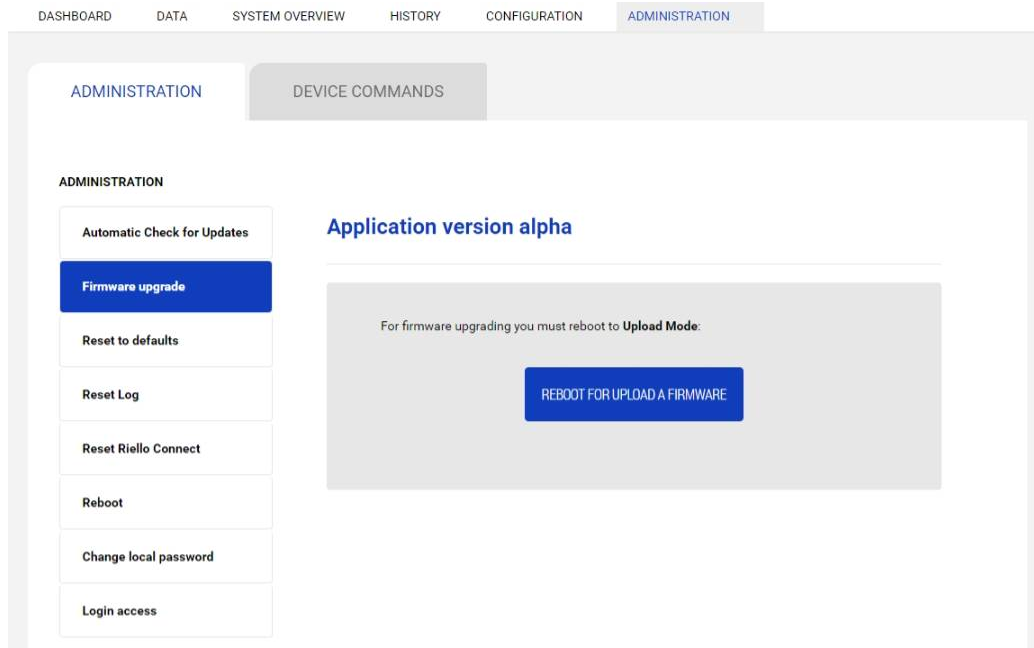 DASHBOARD DATA SYSTEM OVERVIEW HISTORY CONFIGURATION ADMINISTRATION
ADMINISTRATION DEVICE COMMANDS
ADMINISTRATION
Automatic Check for Updates
Firmware upgrade
Reset to defaults
Reset Log
Reset Riello Connect
Reboot
Change local password
Login access
Application version alpha
For firmware upgrading you must reboot to Upload Mode:
REBOOT FOR UPLOAD A FIRMWARE